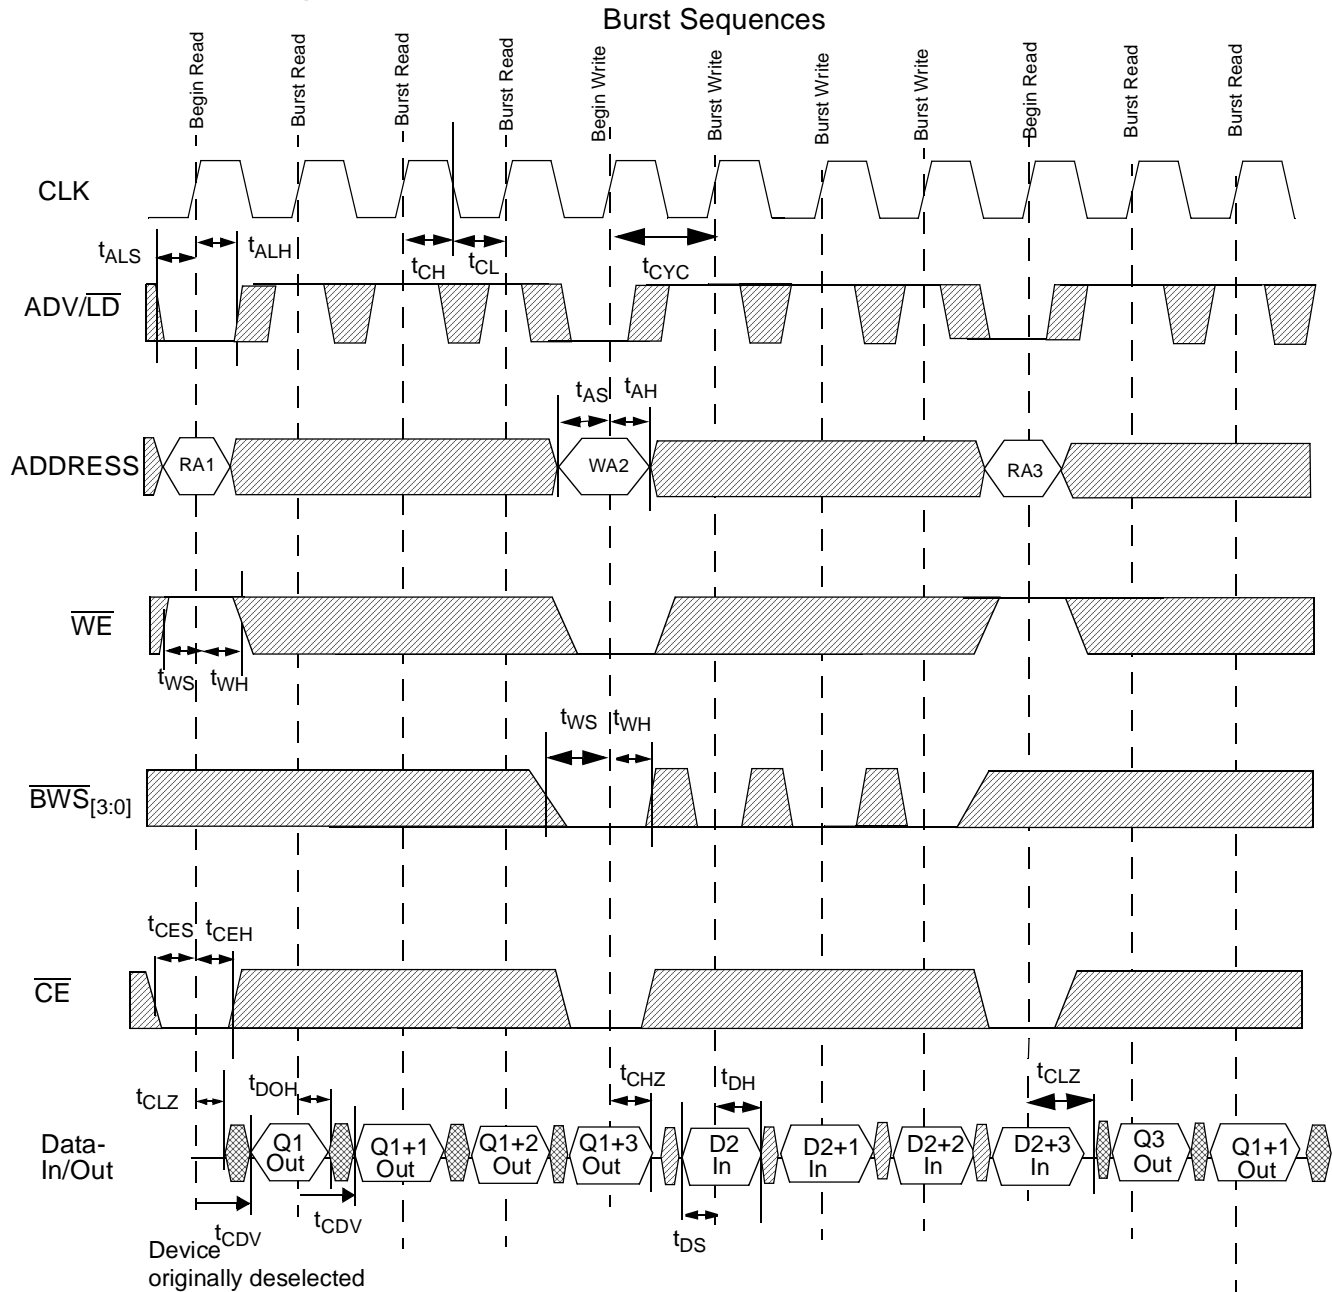 Burst Sequences
Begin Read
Burst Read
Burst Read
Burst Read
Begin Write
Burst Write
Burst Write
Burst Write
Begin Read
Burst Read
Burst Read
CLK
tALS
tALH
tCH
tCL
tCYC
ADV/LD
tAS
tAH
ADDRESS
RA1
WA2
RA3
WE
tWS
tWH
tWS
tWH
BWS[3:0]
tCES
tCEH
CE
tCLZ
tDOH
tCHZ
tDH
tCLZ
Data-
In/Out
Q1
Out
Q1+1
Out
Q1+2
Out
Q1+3
Out
D2
In
D2+1
In
D2+2
In
D2+3
In
Q3
Out
Q1+1
Out
tCDV
tCDV
tDS
Device
originally deselected